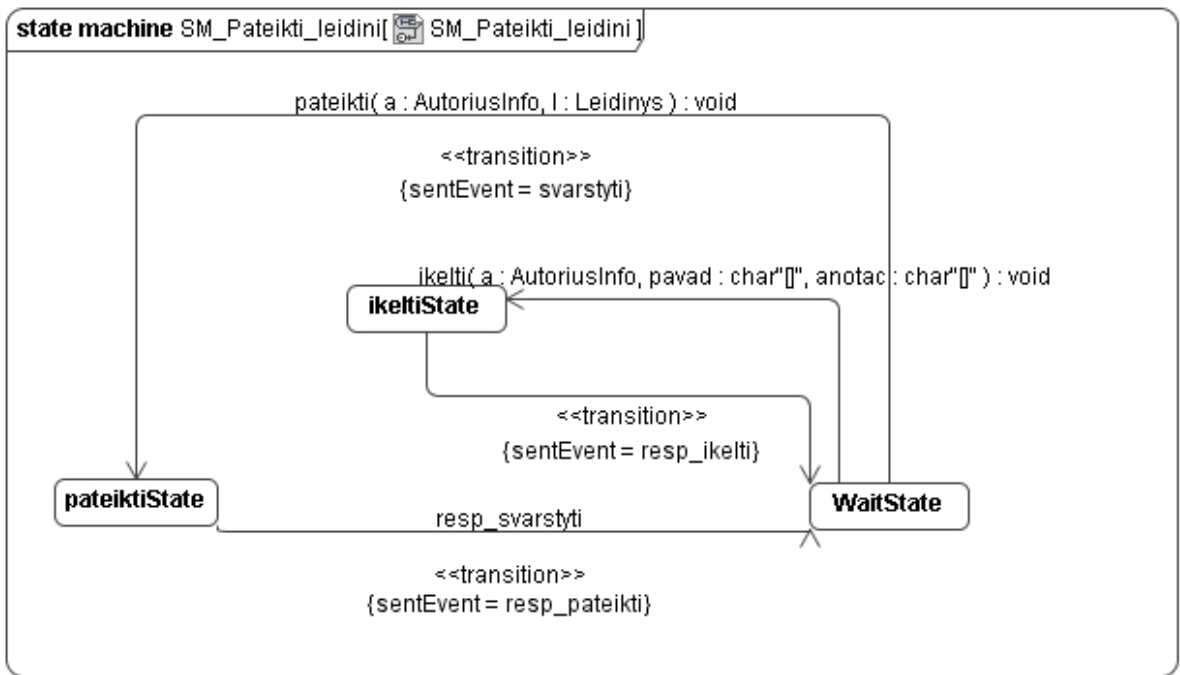 state machine SM_Pateikti_leidini[ SM_Pateikti_leidini ]
pateikti( a : AutoriusInfo, l : Leidinys ) : void
<<transition>>
{sentEvent = svarstyti}
ikelti( a : AutoriusInfo, pavad : char"[]", anotac : char"[]" ) : void
ikeltiState
<<transition>>
{sentEvent = resp_ikelti}
pateiktiState
WaitState
resp_svarstyti
<<transition>>
{sentEvent = resp_pateikti}